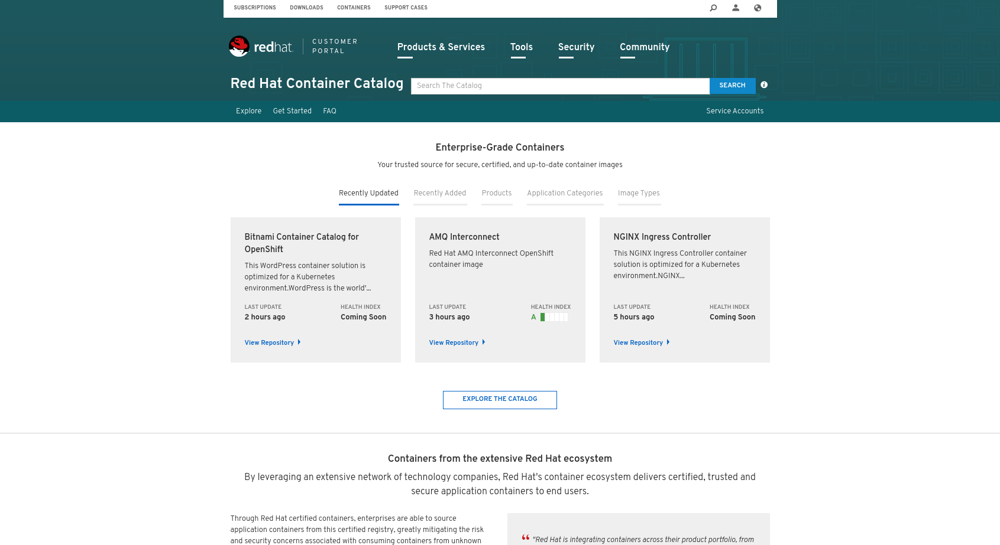 SUBSCRIPTIONS DOWNLOADS CONTAINERS SUPPORT CASES
redhat. CUSTOMER PORTAL
Products & Services Tools Security Community
Red Hat Container Catalog Search The Catalog SEARCH
Explore Get Started FAQ Service Accounts
Enterprise-Grade Containers
Your trusted source for secure, certified, and up-to-date container images
Recently Updated Recently Added Products Application Categories Image Types
Bitnami Container Catalog for
OpenShift
This WordPress container solution is
optimized for a Kubernetes
environment.WordPress is the world'...
LAST UPDATE HEALTH INDEX
2 hours ago Coming Soon
View Repository
AMQ Interconnect
Red Hat AMQ Interconnect OpenShift
container image
LAST UPDATE HEALTH INDEX
3 hours ago A
View Repository
NGINX Ingress Controller
This NGINX Ingress Controller container
solution is optimized for a Kubernetes
environment.NGINX...
LAST UPDATE HEALTH INDEX
5 hours ago Coming Soon
View Repository
EXPLORE THE CATALOG
Containers from the extensive Red Hat ecosystem
By leveraging an extensive network of technology companies, Red Hat's container ecosystem delivers certified, trusted and
secure application containers to end users.
Through Red Hat certified containers, enterprises are able to source
application containers from this certified registry, greatly mitigating the risk
and security concerns associated with consuming containers from unknown
“ "Red Hat is integrating containers across their product portfolio, from